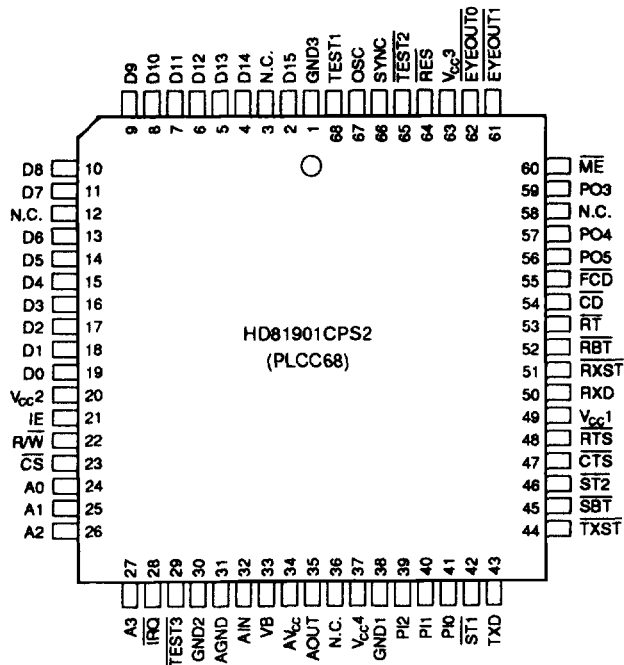 D9 D10 D11 D12 D13 D14 N.C. D15 GND3 TEST1 OSC SYNC TEST2 RES Vcc3 EYEOUT0 EYEOUT1
9 8 7 6 5 4 3 2 1 68 67 66 65 64 63 62 61
D8 10
D7 11
N.C. 12
D6 13
D5 14
D4 15
D3 16
D2 17
D1 18
D0 19
Vcc2 20
IE 21
R/W 22
CS 23
A0 24
A1 25
A2 26
HD81901CPS2
(PLCC68)
60 ME
59 PO3
58 N.C.
57 PO4
56 PO5
55 FCD
54 CD
53 RT
52 RBT
51 RXST
50 RXD
49 Vcc1
48 RTS
47 CTS
46 ST2
45 SBT
44 TXST
27 28 29 30 31 32 33 34 35 36 37 38 39 40 41 42 43
A3 IRQ TEST3 GND2 AGND AIN VB AVcc AOUT N.C. Vcc4 GND1 PI2 PI1 PI0 ST1 TXD